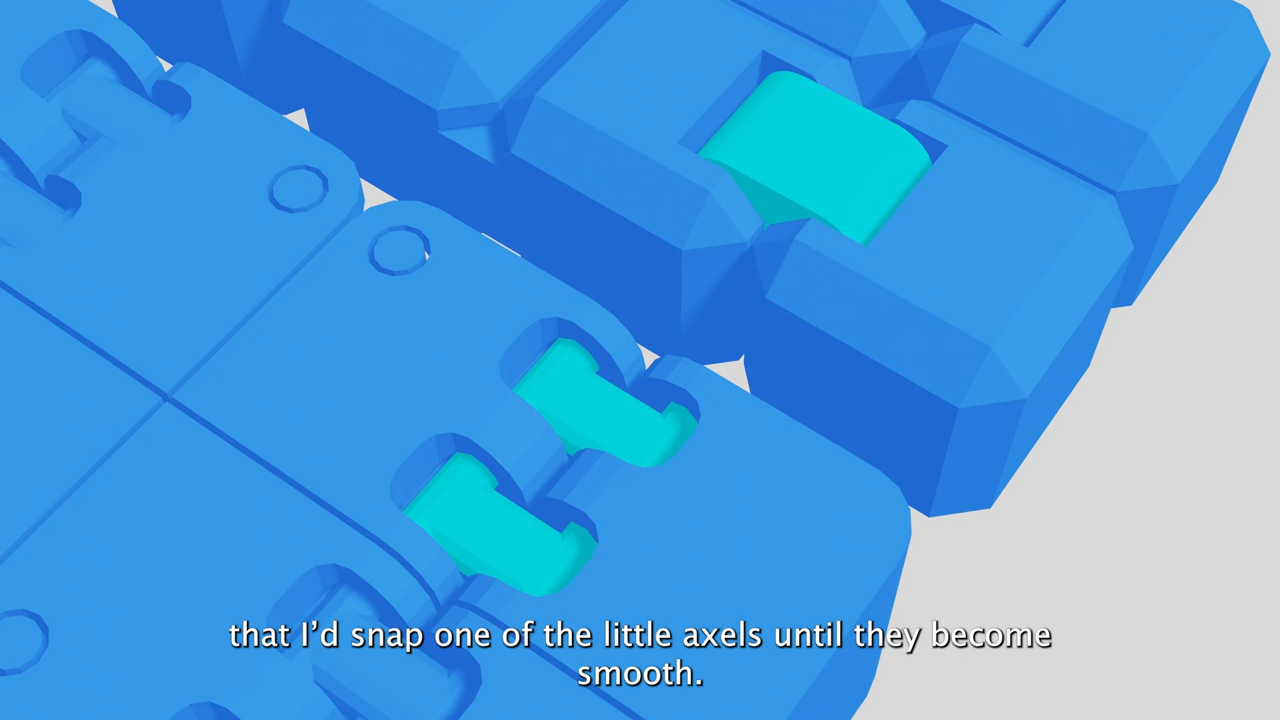 that I’d snap one of the little axels until they become
smooth.